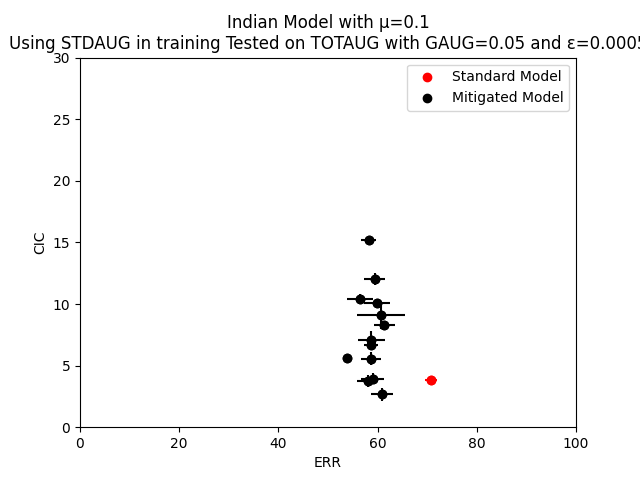 Indian Model with μ=0.1
Using STDAUG in training Tested on TOTAUG with GAUG=0.05 and ε=0.0005
Standard Model
Mitigated Model
30
25
20
15
10
5
0
CIC
0 20 40 60 80 100
ERR